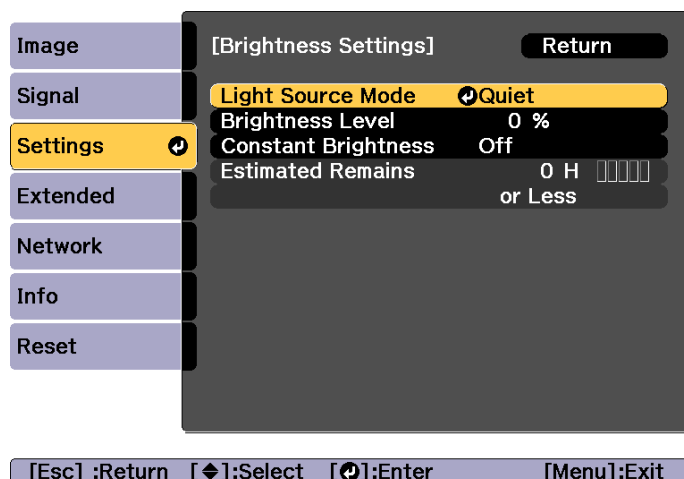 Image
Signal
Settings
Extended
Network
Info
Reset
[Brightness Settings] Return
Light Source Mode Quiet
Brightness Level 0 %
Constant Brightness Off
Estimated Remains 0 H
or Less
[Esc] :Return [◆]:Select [↵]:Enter [Menu]:Exit